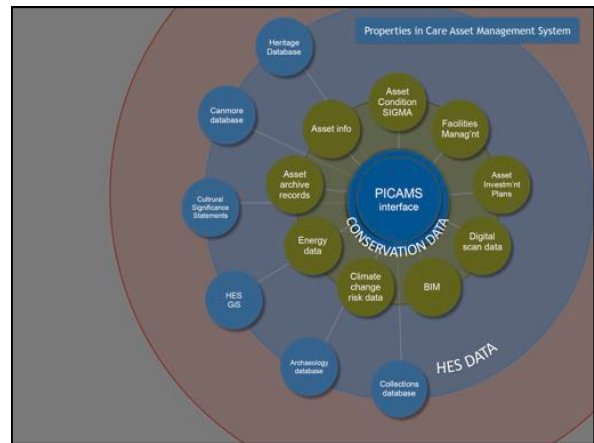 Properties in Care Asset Management System
Heritage
Database
Canmore
database
Cultrural
Significance
Statements
HES
GiS
Archaeology
database
Collections
database
Asset
Condition
SIGMA
Facilities
Manag'nt
Asset
Investm'nt
Plans
Digital
scan data
BIM
Climate
change
risk data
Energy
data
Asset
archive
records
Asset info
PICAMS
interface
CONSERVATION DATA
HES DATA